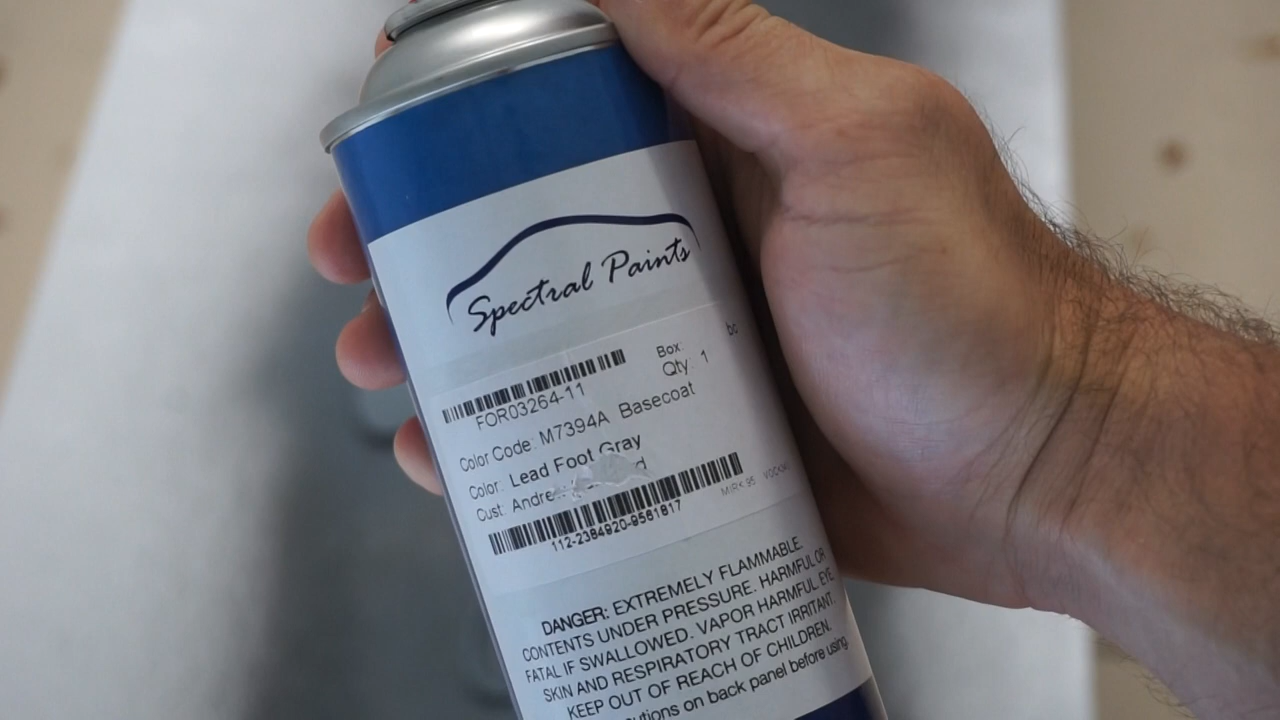 Spectral Paints
bc
Box:
Qty: 1
FOR03264-11
Color Code: M7394A Basecoat
Color: Lead Foot Gray
Cust:
112-2384920-9581817
DANGER: EXTREMELY FLAMMABLE.
CONTENTS UNDER PRESSURE. HARMFUL OR
FATAL IF SWALLOWED. VAPOR HARMFUL. EYE,
SKIN AND RESPIRATORY TRACT IRRITANT.
KEEP OUT OF REACH OF CHILDREN.
on back panel before using.